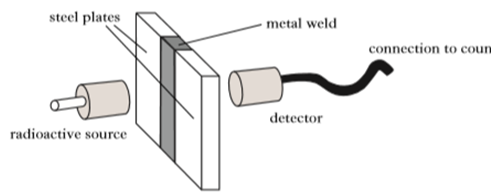 steel plates
metal weld
connection to coun
detector
radioactive source